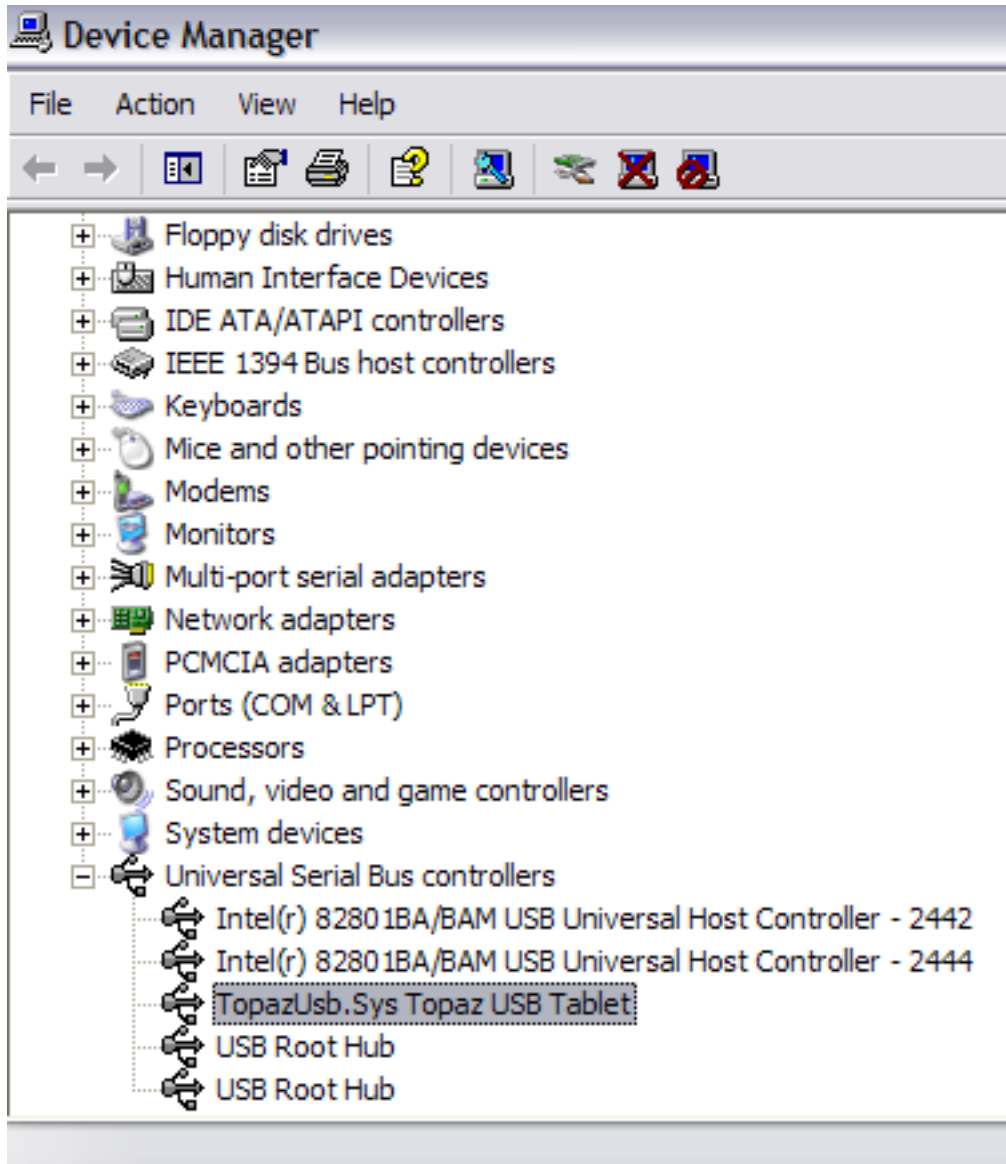 Device Manager
File Action View Help
Floppy disk drives
Human Interface Devices
IDE ATA/ATAPI controllers
IEEE 1394 Bus host controllers
Keyboards
Mice and other pointing devices
Modems
Monitors
Multi-port serial adapters
Network adapters
PCMCIA adapters
Ports (COM & LPT)
Processors
Sound, video and game controllers
System devices
Universal Serial Bus controllers
Intel(r) 82801BA/BAM USB Universal Host Controller - 2442
Intel(r) 82801BA/BAM USB Universal Host Controller - 2444
TopazUsb.Sys Topaz USB Tablet
USB Root Hub
USB Root Hub